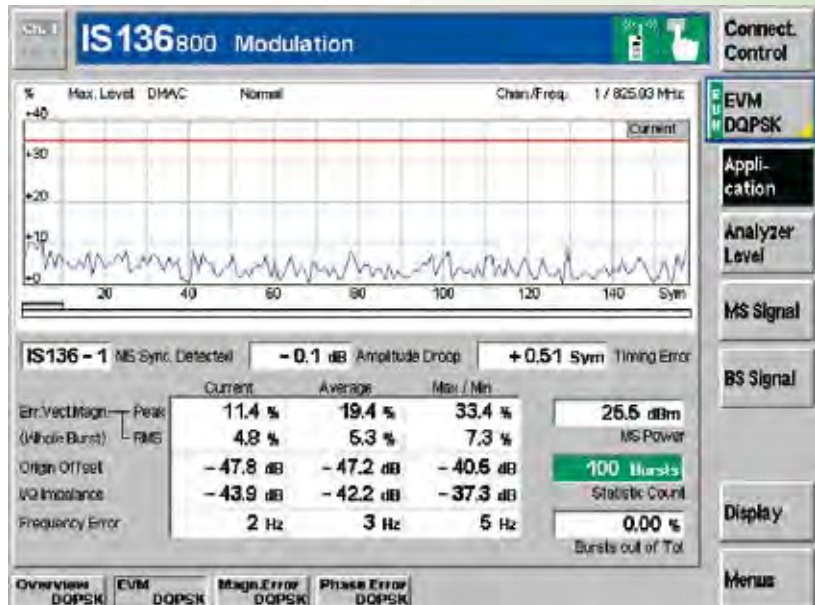 IS136 800 Modulation
Connect. Control
% Max. Level DMAC Normal Chan./Freq. 1 / 825.03 MHz
+40
Current
+30
+20
+10
+0
20 40 60 80 100 120 140 Sym
RUN
EVM
DQPSK
Appli-
cation
Analyzer
Level
MS Signal
BS Signal
IS136 - 1 MS Sync. Detected - 0.1 dB Amplitude Droop + 0.51 Sym Timing Error
Current Average Max / Min
Err.Vect.Magn. Peak 11.4 % 19.4 % 33.4 % 25.5 dBm
(Whole Burst) RMS 4.8 % 5.3 % 7.3 % MS Power
Origin Offset - 47.8 dB - 47.2 dB - 40.6 dB 100 Bursts
I/Q Imbalance - 43.9 dB - 42.2 dB - 37.3 dB Statistic Count
Frequency Error 2 Hz 3 Hz 5 Hz 0.00 %
Bursts out of Tol
Display
Menus
Overview EVM Magn.Error Phase Error
DQPSK DQPSK DQPSK DQPSK